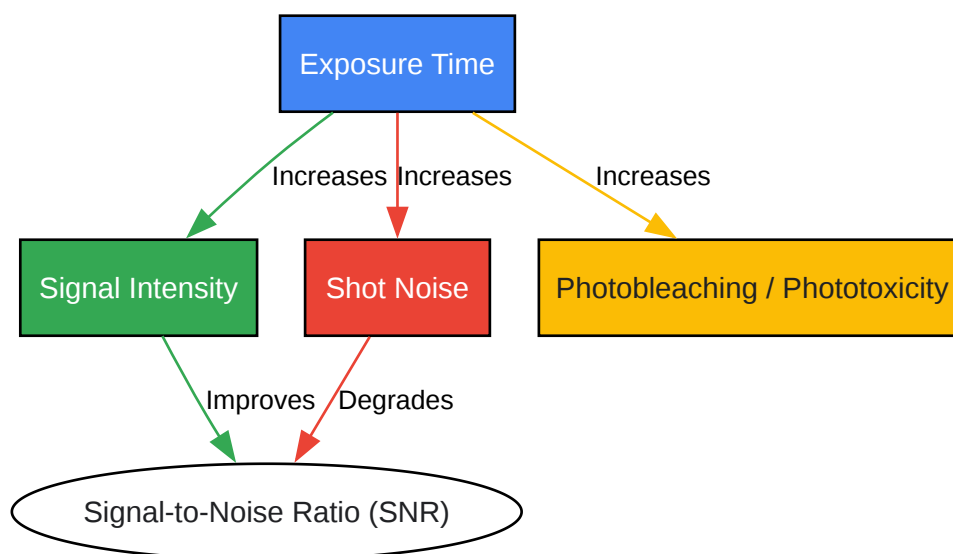 Exposure Time
Increases
Increases
Increases
Signal Intensity
Shot Noise
Photobleaching / Phototoxicity
Improves
Degrades
Signal-to-Noise Ratio (SNR)